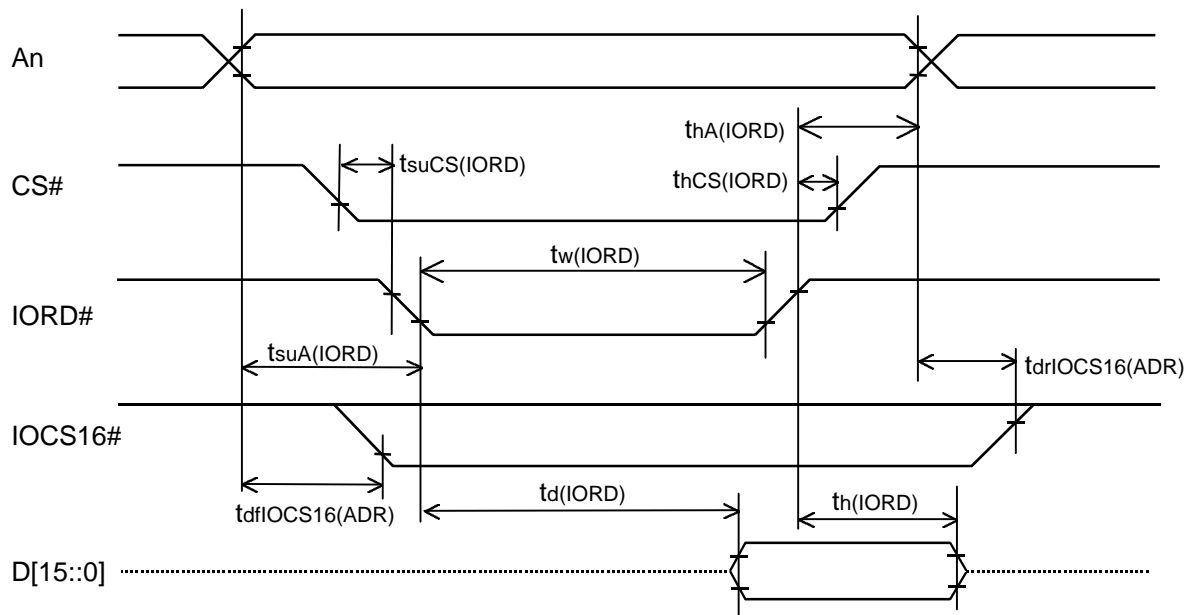 An
thA(IORD)
CS#
tsuCS(IORD)
thCS(IORD)
tw(IORD)
IORD#
tsuA(IORD)
tdrIOCS16(ADR)
IOCS16#
tdfIOCS16(ADR)
td(IORD)
th(IORD)
D[15::0]